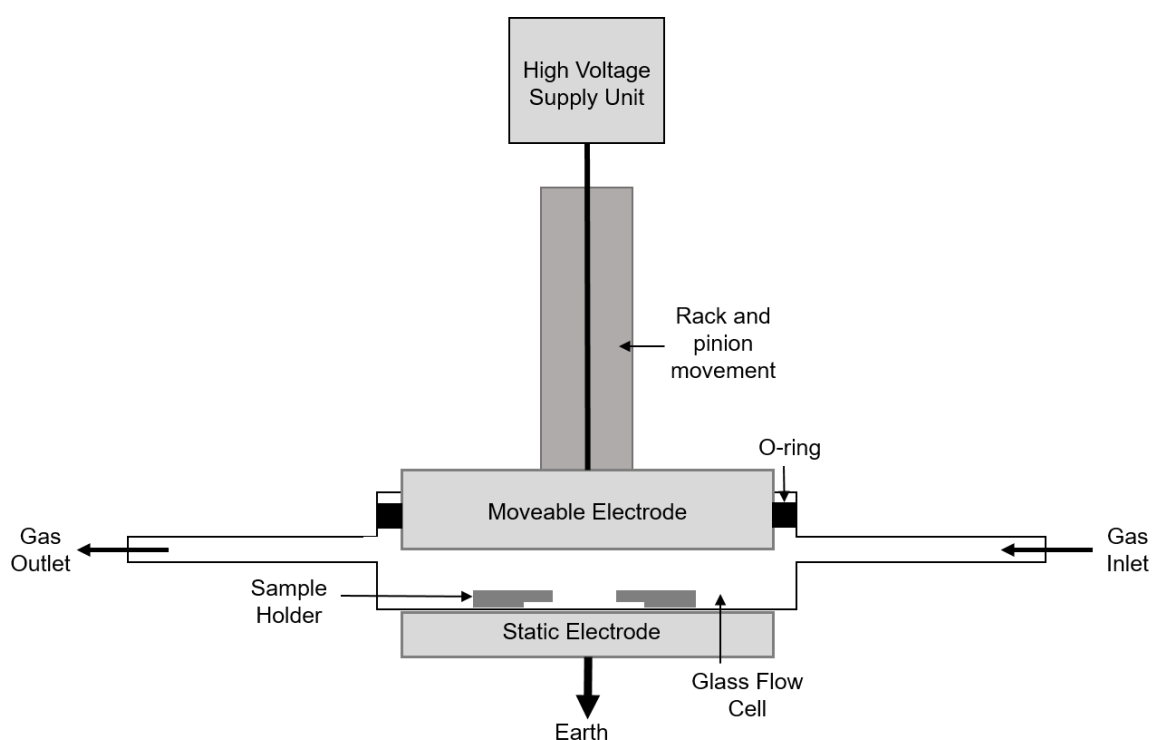 High Voltage
Supply Unit
Rack and
pinion
movement
O-ring
Moveable Electrode
Gas
Outlet
Gas
Inlet
Sample
Holder
Static Electrode
Glass Flow
Cell
Earth